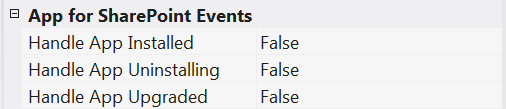 App for SharePoint Events
Handle App Installed False
Handle App Uninstalling False
Handle App Upgraded False